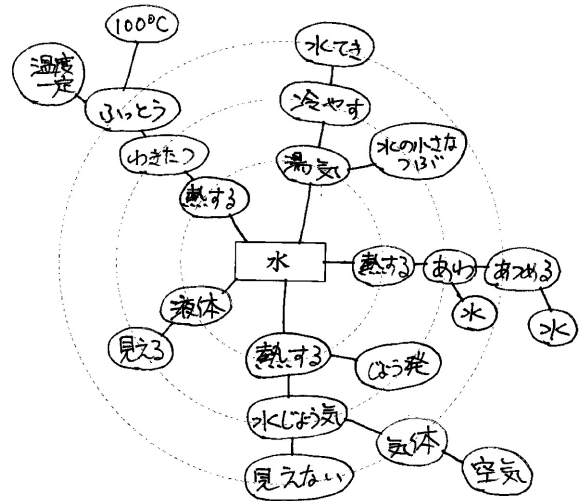 100℃
温度
一定
ふっとう
わきたつ
熱する
水てき
冷やす
湯気
水の小さな
つぶ
水
熱する
あわ
あつめる
水
水
液体
見える
熱する
じょう発
水じょう気
気体
空気
見えない